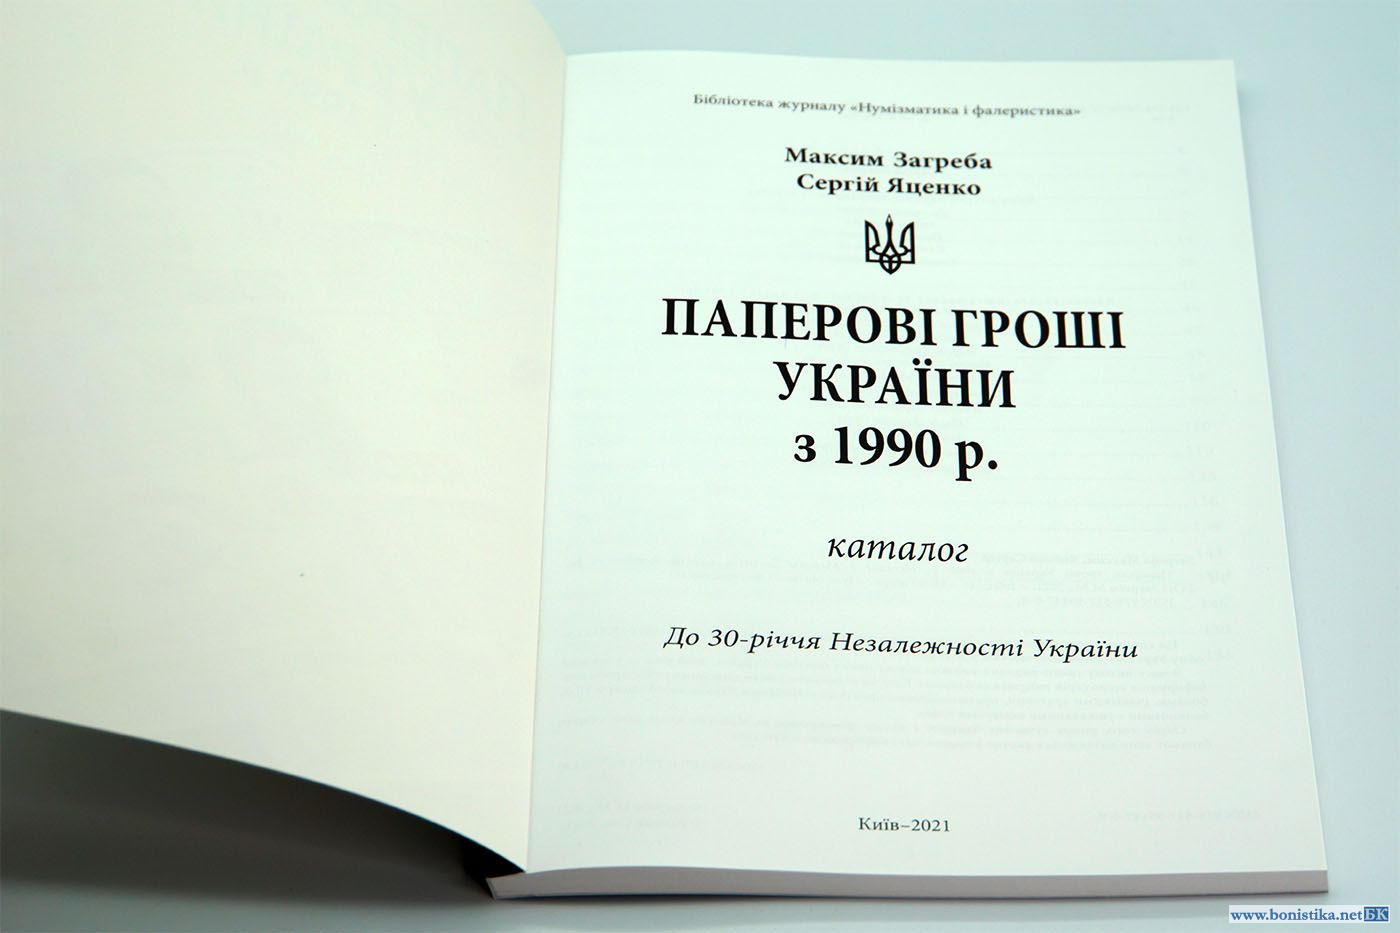 Бібліотека журналу «Нумізматика і фалеристика»
Максим Загреба
Сергій Яценко
ПАПЕРОВІ ГРОШІ
УКРАЇНИ
з 1990 р.
каталог
До 30-річчя Незалежності України
Київ–2021
www.bonistika.net БК